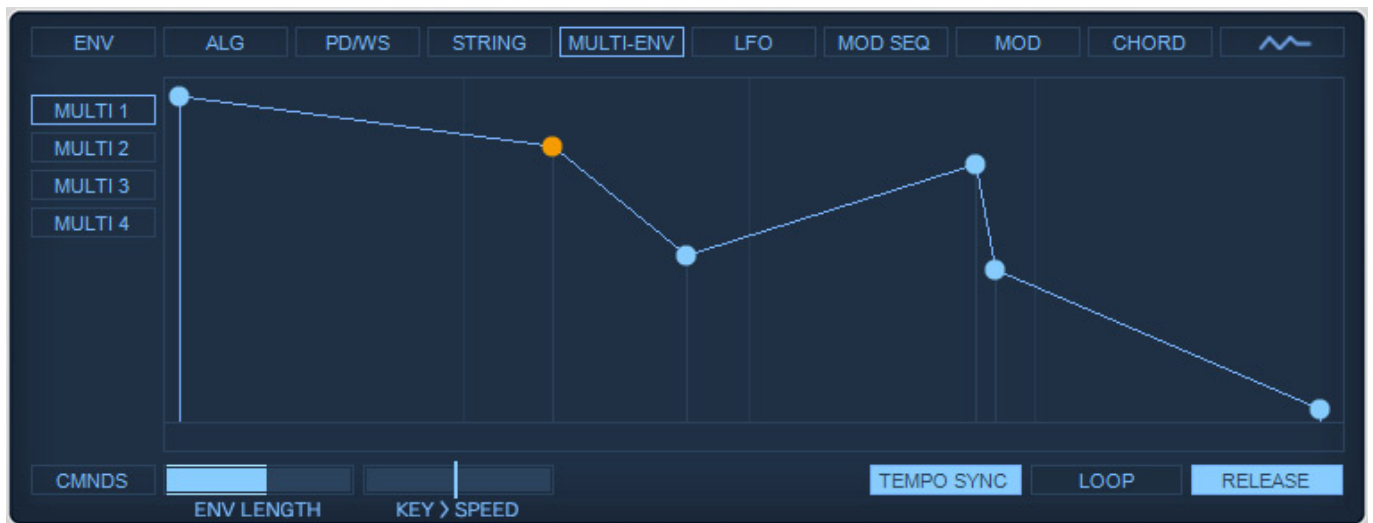 ENV ALG PD/WS STRING MULTI-ENV LFO MOD SEQ MOD CHORD
MULTI 1
MULTI 2
MULTI 3
MULTI 4
CMNDS TEMPO SYNC LOOP RELEASE
ENV LENGTH KEY > SPEED